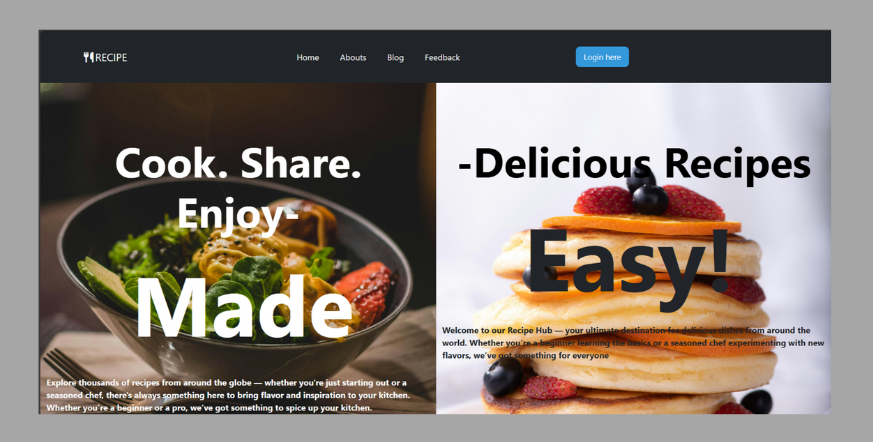 RECIPE
Home Abouts Blog Feedback
Login here
Cook. Share.
Enjoy-
Made
Explore thousands of recipes from around the globe — whether you're just starting out or a
seasoned chef, there's always something here to bring flavor and inspiration to your kitchen.
Whether you're a beginner or a pro, we've got something to spice up your kitchen.
-Delicious Recipes
Easy!
Welcome to our Recipe Hub — your ultimate destination for delicious dishes from around the
world. Whether you're a beginner learning the basics or a seasoned chef experimenting with new
flavors, we've got something for everyone